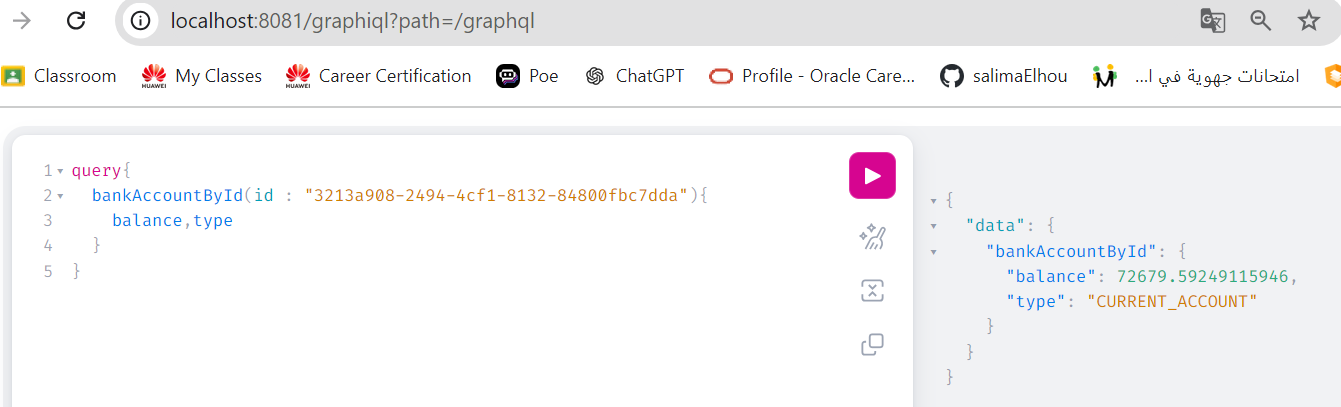 localhost:8081/graphiql?path=/graphql
Classroom My Classes Career Certification Poe ChatGPT Profile - Oracle Care... salimaElhou امتحانات جهوية في ا...
HUAWEI HUAWEI
1 query{
2 bankAccountById(id : "3213a908-2494-4cf1-8132-84800fbc7dda"){
3 balance,type
4 }
5 }
{
"data": {
"bankAccountById": {
"balance": 72679.59249115946,
"type": "CURRENT_ACCOUNT"
}
}
}